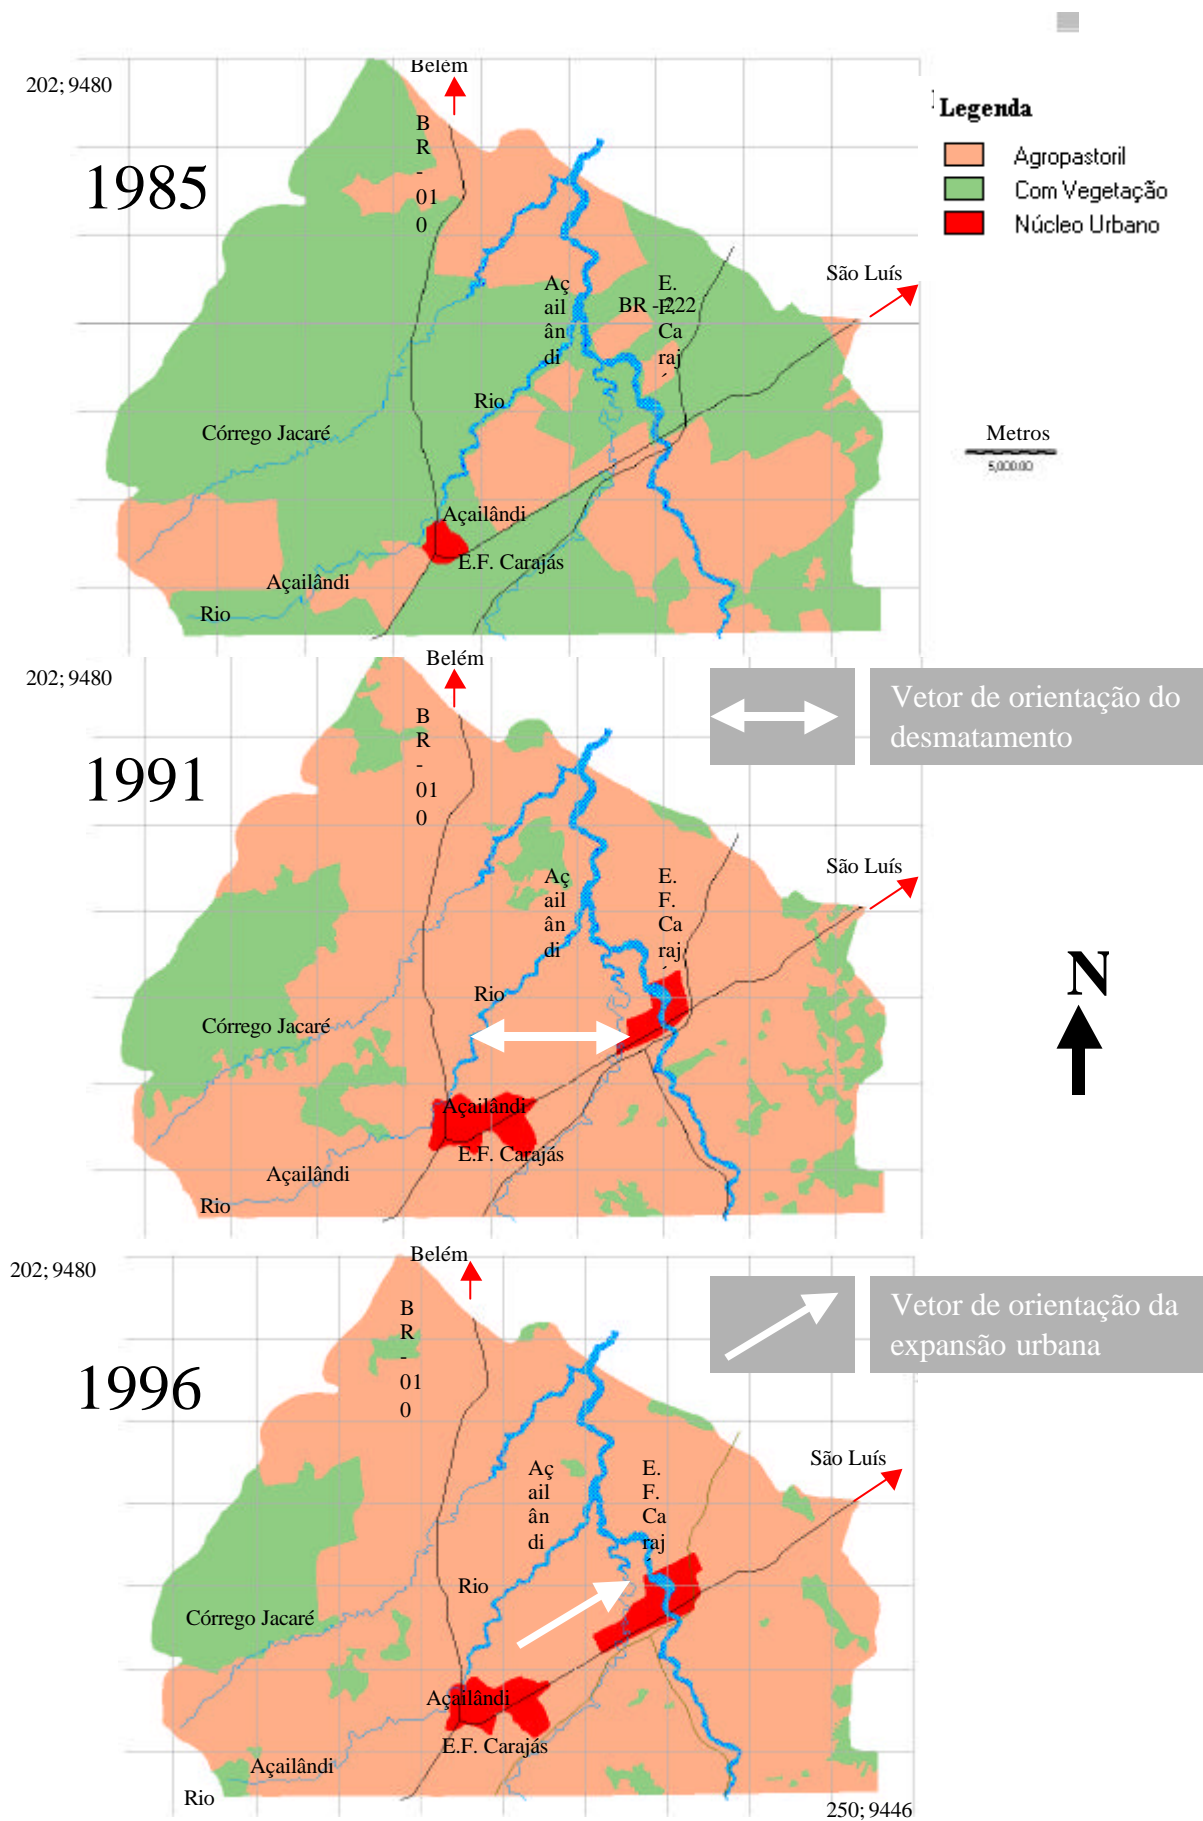 Belém
202; 9480
Legenda
B
R
-
01
0
Agropastoril
Com Vegetação
Núcleo Urbano
1985
São Luís
Aç
ail
ân
di
E.
F.
Ca
raj
BR - 222
Rio
Córrego Jacaré
Metros
5,000.00
Açailândi
E.F. Carajás
Açailândi
Rio
Belém
202; 9480
Vetor de orientação do
desmatamento
B
R
-
01
0
1991
São Luís
Aç
ail
ân
di
E.
F.
Ca
raj
N
Rio
Córrego Jacaré
Açailândi
E.F. Carajás
Açailândi
Rio
Belém
202; 9480
Vetor de orientação da
expansão urbana
B
R
-
01
0
1996
São Luís
Aç
ail
ân
di
E.
F.
Ca
raj
Rio
Córrego Jacaré
Açailândi
E.F. Carajás
Açailândi
Rio
250; 9446